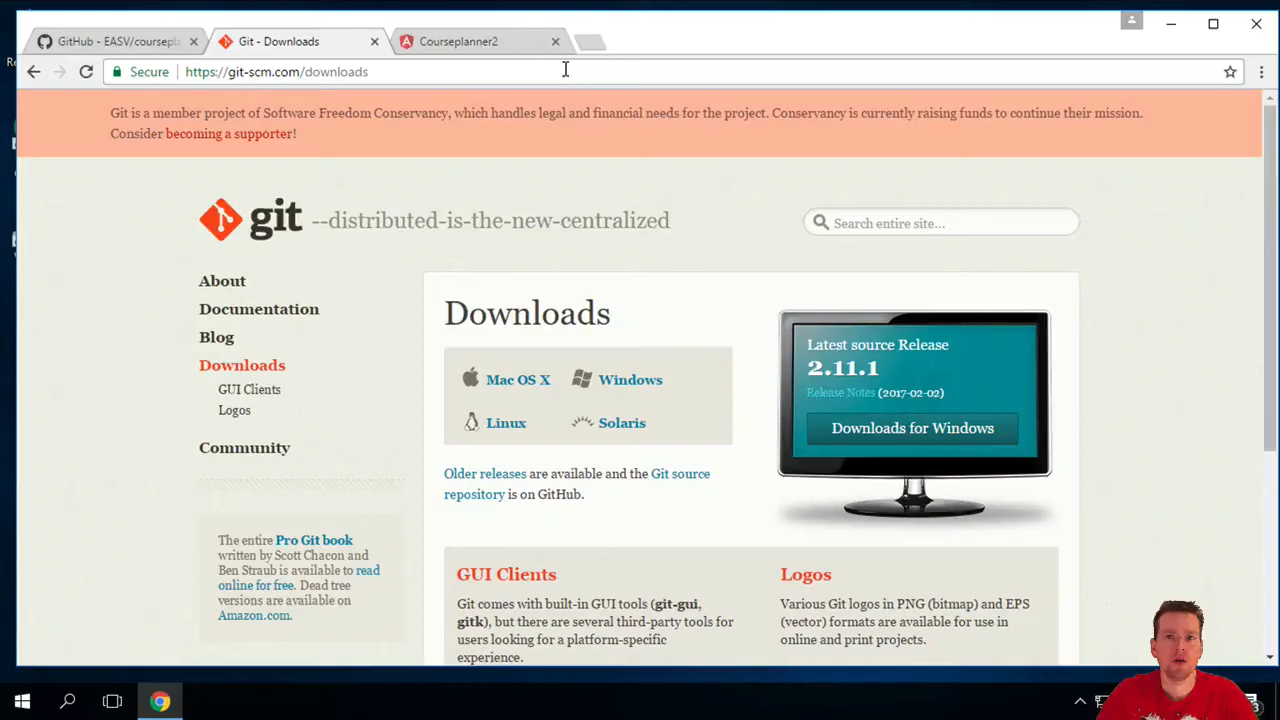 GitHub - EASV/coursepl
Git - Downloads
Courseplanner2
Secure
https://git-scm.com/downloads
Git is a member project of Software Freedom Conservancy, which handles legal and financial needs for the project. Conservancy is currently raising funds to continue their mission.
Consider becoming a supporter!
git --distributed-is-the-new-centralized
Search entire site...
About
Documentation
Blog
Downloads
GUI Clients
Logos
Community
The entire Pro Git book
written by Scott Chacon and
Ben Straub is available to read
online for free. Dead tree
versions are available on
Amazon.com.
Downloads
Mac OS X
Windows
Linux
Solaris
Older releases are available and the Git source
repository is on GitHub.
Latest source Release
2.11.1
Release Notes (2017-02-02)
Downloads for Windows
GUI Clients
Git comes with built-in GUI tools (git-gui,
gitk), but there are several third-party tools for
users looking for a platform-specific
experience.
Logos
Various Git logos in PNG (bitmap) and EPS
(vector) formats are available for use in
online and print projects.